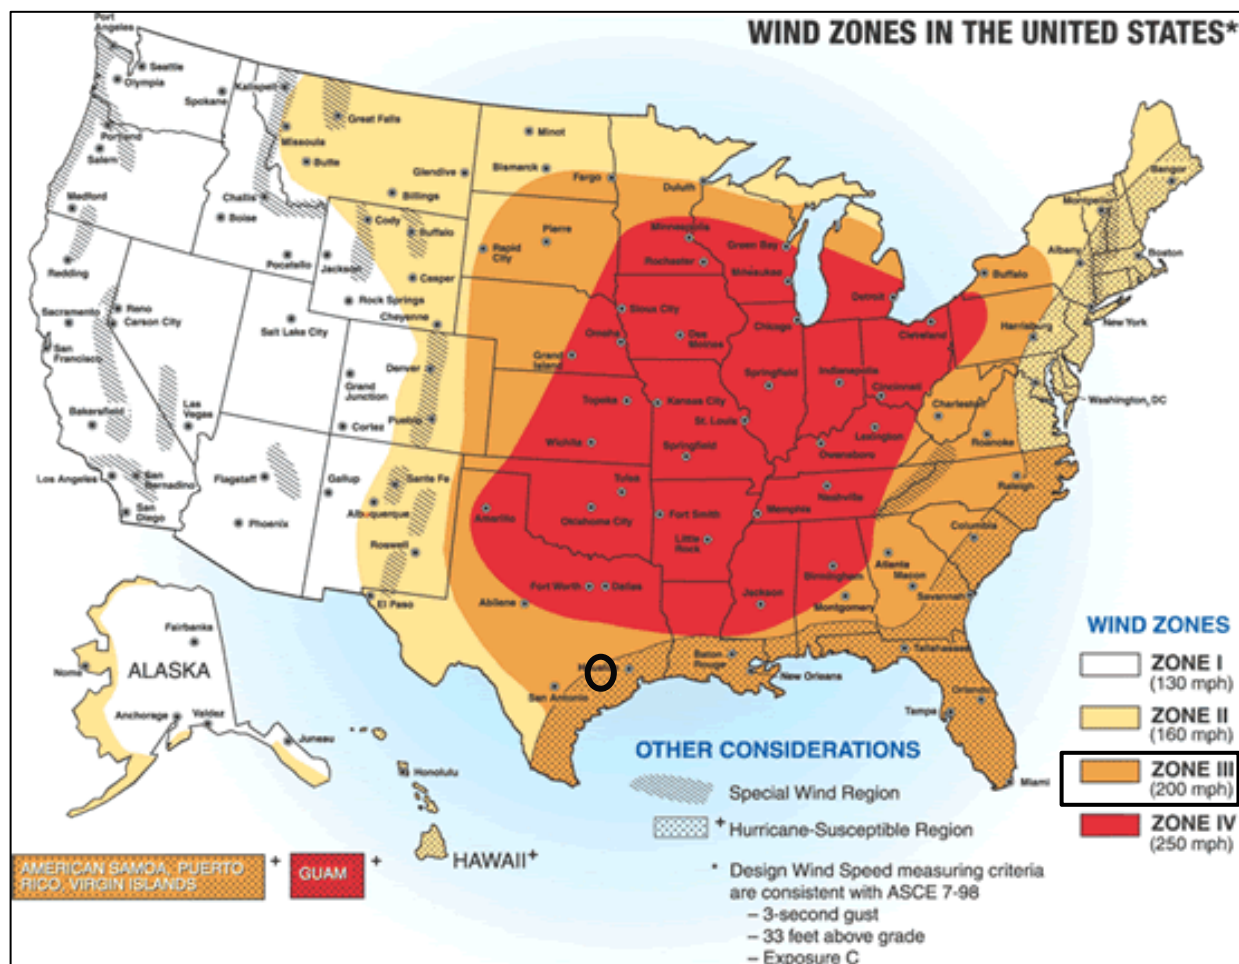 WIND ZONES IN THE UNITED STATES*
Port
Angeles
Seattle
Olympia
Spokane
Kalispell
Great Falls
Missoula
Butte
Glendive
Billings
Minot
Bismarck
Fargo
Duluth
Portland
Salem
Medford
Challis
Boise
Pocatello
Cody
Buffalo
Jackson
Casper
Rock Springs
Cheyenne
Rapid
City
Pierre
Minneapolis
Rochester
Green Bay
Milwaukee
Detroit
Chicago
Cleveland
Buffalo
Albany
Montpelier
Bangor
Boston
New York
Harrisburg
Washington, DC
Redding
Sacramento
Reno
Carson City
San
Francisco
Salt Lake City
Bakersfield
Las
Vegas
Los Angeles
San
Bernadino
San
Diego
Flagstaff
Phoenix
Grand
Junction
Cortez
Denver
Pueblo
Gallup
Sante Fe
Albuquerque
Roswell
El Paso
Sioux City
Omaha
Des
Moines
Grand
Island
Topeka
Kansas City
Wichita
Springfield
St. Louis
Springfield
Indianapolis
Cincinnati
Lexington
Owensboro
Charleston
Roanoke
Raleigh
Nashville
Memphis
Tulsa
Oklahoma City
Fort Smith
Little
Rock
Amarillo
Fort Worth
Dallas
Abilene
Houston
San Antonio
Baton
Rouge
New Orleans
Jackson
Birmingham
Montgomery
Atlanta
Macon
Columbia
Savannah
Tallahassee
Orlando
Tampa
Miami
Fairbanks
ALASKA
Nome
Anchorage
Valdez
Juneau
Honolulu
HAWAII+
AMERICAN SAMOA, PUERTO
RICO, VIRGIN ISLANDS
+
GUAM
+
OTHER CONSIDERATIONS
Special Wind Region
+ Hurricane-Susceptible Region
* Design Wind Speed measuring criteria
are consistent with ASCE 7-98
– 3-second gust
– 33 feet above grade
– Exposure C
WIND ZONES
ZONE I
(130 mph)
ZONE II
(160 mph)
ZONE III
(200 mph)
ZONE IV
(250 mph)